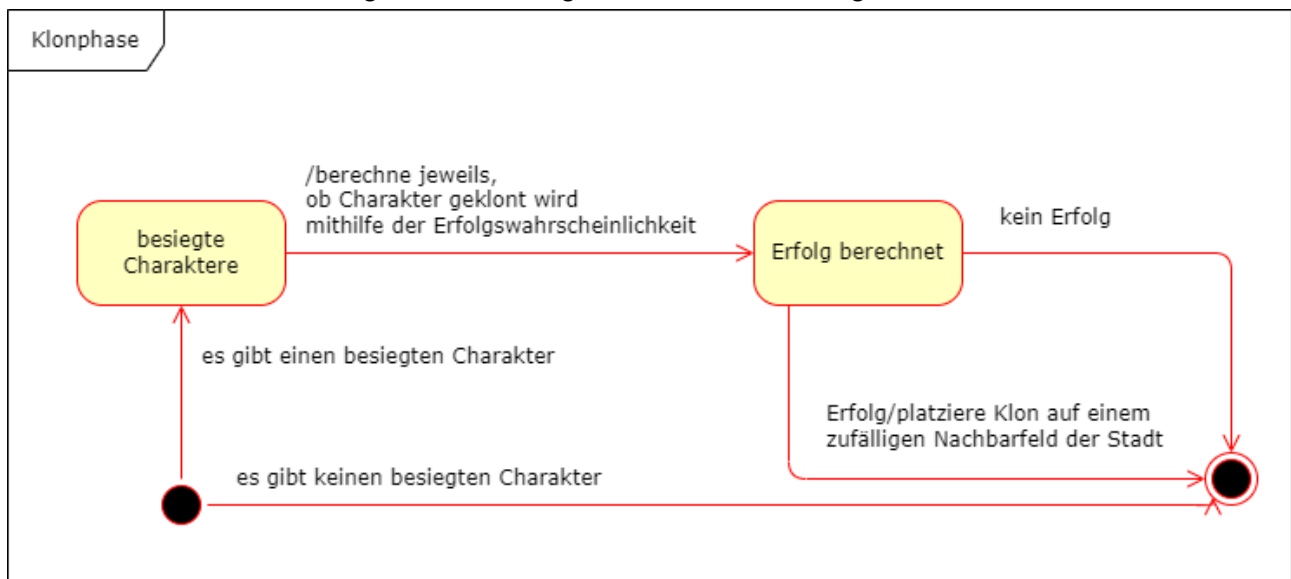 Klonphase
/berechne jeweils,
ob Charakter geklont wird
mithilfe der Erfolgswahrscheinlichkeit
besiegte
Charaktere
Erfolg berechnet
kein Erfolg
es gibt einen besiegten Charakter
Erfolg/platziere Klon auf einem
zufälligen Nachbarfeld der Stadt
es gibt keinen besiegten Charakter